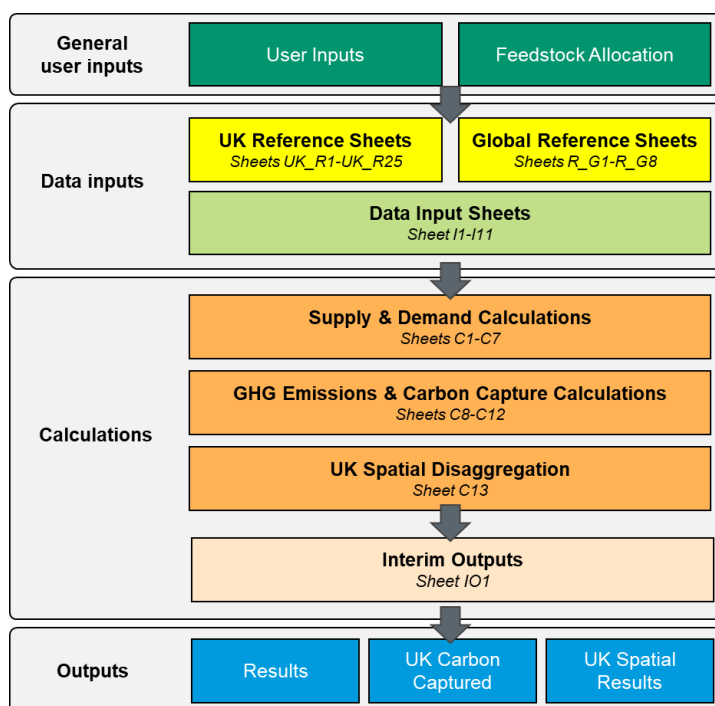 General
user inputs
User Inputs
Feedstock Allocation
Data inputs
UK Reference Sheets
Sheets UK_R1-UK_R25
Global Reference Sheets
Sheets R_G1-R_G8
Data Input Sheets
Sheet I1-I11
Calculations
Supply & Demand Calculations
Sheets C1-C7
GHG Emissions & Carbon Capture Calculations
Sheets C8-C12
UK Spatial Disaggregation
Sheet C13
Interim Outputs
Sheet IO1
Outputs
Results
UK Carbon
Captured
UK Spatial
Results